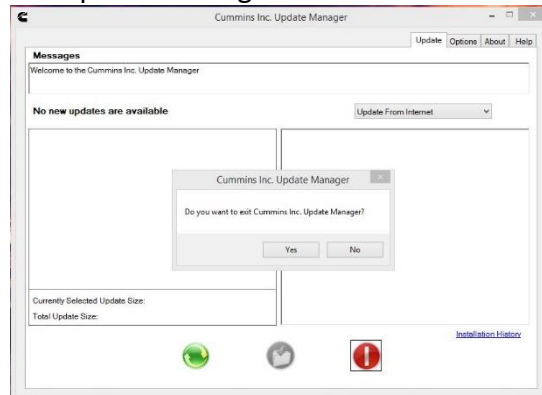 Cummins Inc. Update Manager
Update Options About Help
Messages
Welcome to the Cummins Inc. Update Manager
No new updates are available
Update From Internet
Cummins Inc. Update Manager
Do you want to exit Cummins Inc. Update Manager?
Yes No
Currently Selected Update Size:
Total Update Size:
Installation History